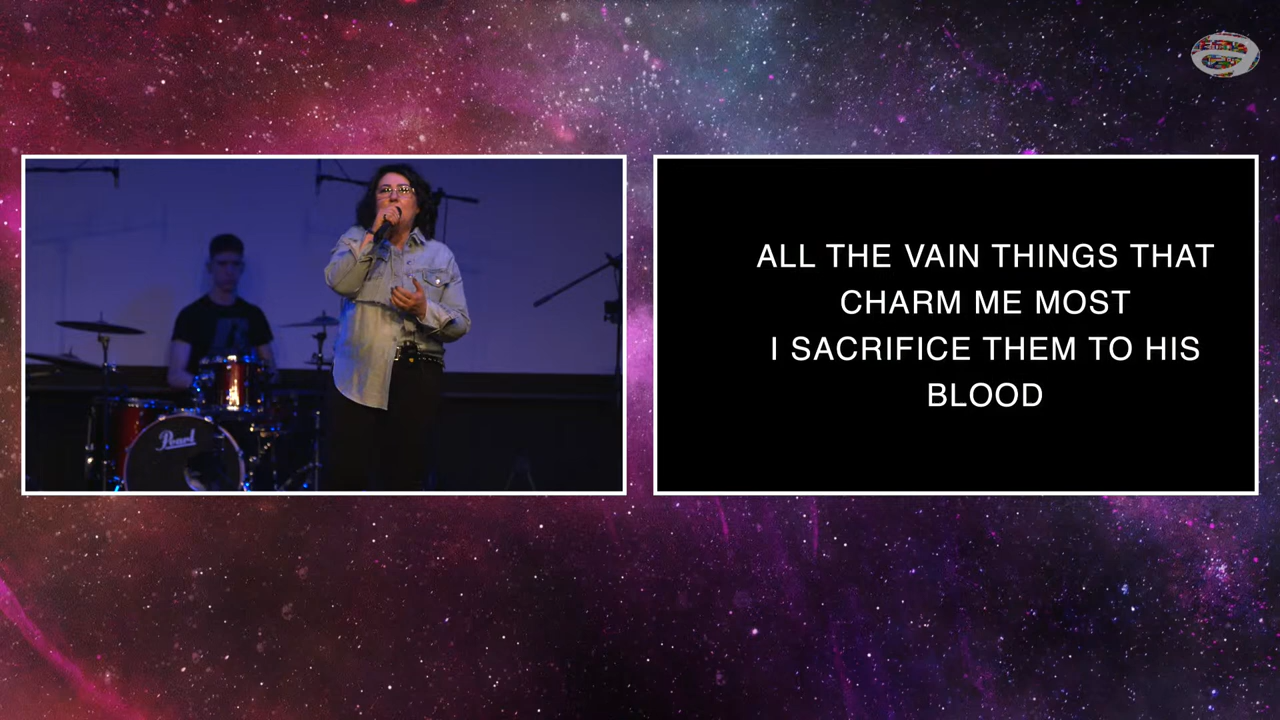 ALL THE VAIN THINGS THAT
CHARM ME MOST
I SACRIFICE THEM TO HIS
BLOOD
Pearl